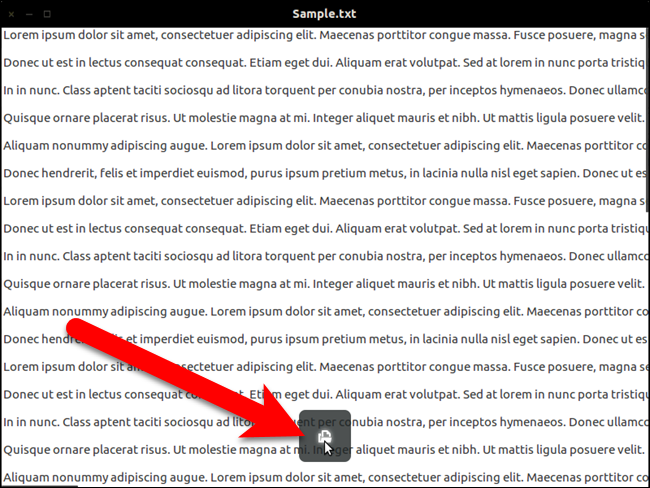 Sample.txt
Lorem ipsum dolor sit amet, consectetuer adipiscing elit. Maecenas porttitor congue massa. Fusce posuere, magna s
Donec ut est in lectus consequat consequat. Etiam eget dui. Aliquam erat volutpat. Sed at lorem in nunc porta tristiq
In in nunc. Class aptent taciti sociosqu ad litora torquent per conubia nostra, per inceptos hymenaeos. Donec ullamco
Quisque ornare placerat risus. Ut molestie magna at mi. Integer aliquet mauris et nibh. Ut mattis ligula posuere velit.
Aliquam nonummy adipiscing augue. Lorem ipsum dolor sit amet, consectetuer adipiscing elit. Maecenas porttitor co
Donec hendrerit, felis et imperdiet euismod, purus ipsum pretium metus, in lacinia nulla nisl eget sapien. Donec ut es
Lorem ipsum dolor sit amet, consectetuer adipiscing elit. Maecenas porttitor congue massa. Fusce posuere, magna s
Donec ut est in lectus consequat consequat. Etiam eget dui. Aliquam erat volutpat. Sed at lorem in nunc porta tristiq
In in nunc. Class aptent taciti sociosqu ad litora torquent per conubia nostra, per inceptos hymenaeos. Donec ullamco
Quisque ornare placerat risus. Ut molestie magna at mi. Integer aliquet mauris et nibh. Ut mattis ligula posuere velit.
Aliquam nonummy adipiscing augue. Lorem ipsum dolor sit amet, consectetuer adipiscing elit. Maecenas porttitor co
Donec et imperdiet euismod, purus ipsum pretium metus, in lacinia nulla nisl eget sapien. Donec ut es
Lorem ipsum dolor sit consectetuer adipiscing elit. Maecenas porttitor congue massa. Fusce posuere, magna s
Donec ut est in lectus consequat eget dui. Aliquam erat volutpat. Sed at lorem in nunc porta tristiq
In in nunc. Class aptent taciti sociosqu ad per conubia nostra, per inceptos hymenaeos. Donec ullamco
Quisque ornare placerat risus. Ut molestie magna at mi. Integer aliquet mauris et nibh. Ut mattis ligula posuere velit.
Aliquam nonummy adipiscing augue. Lorem ipsum dolor sit amet, consectetuer adipiscing elit. Maecenas porttitor co